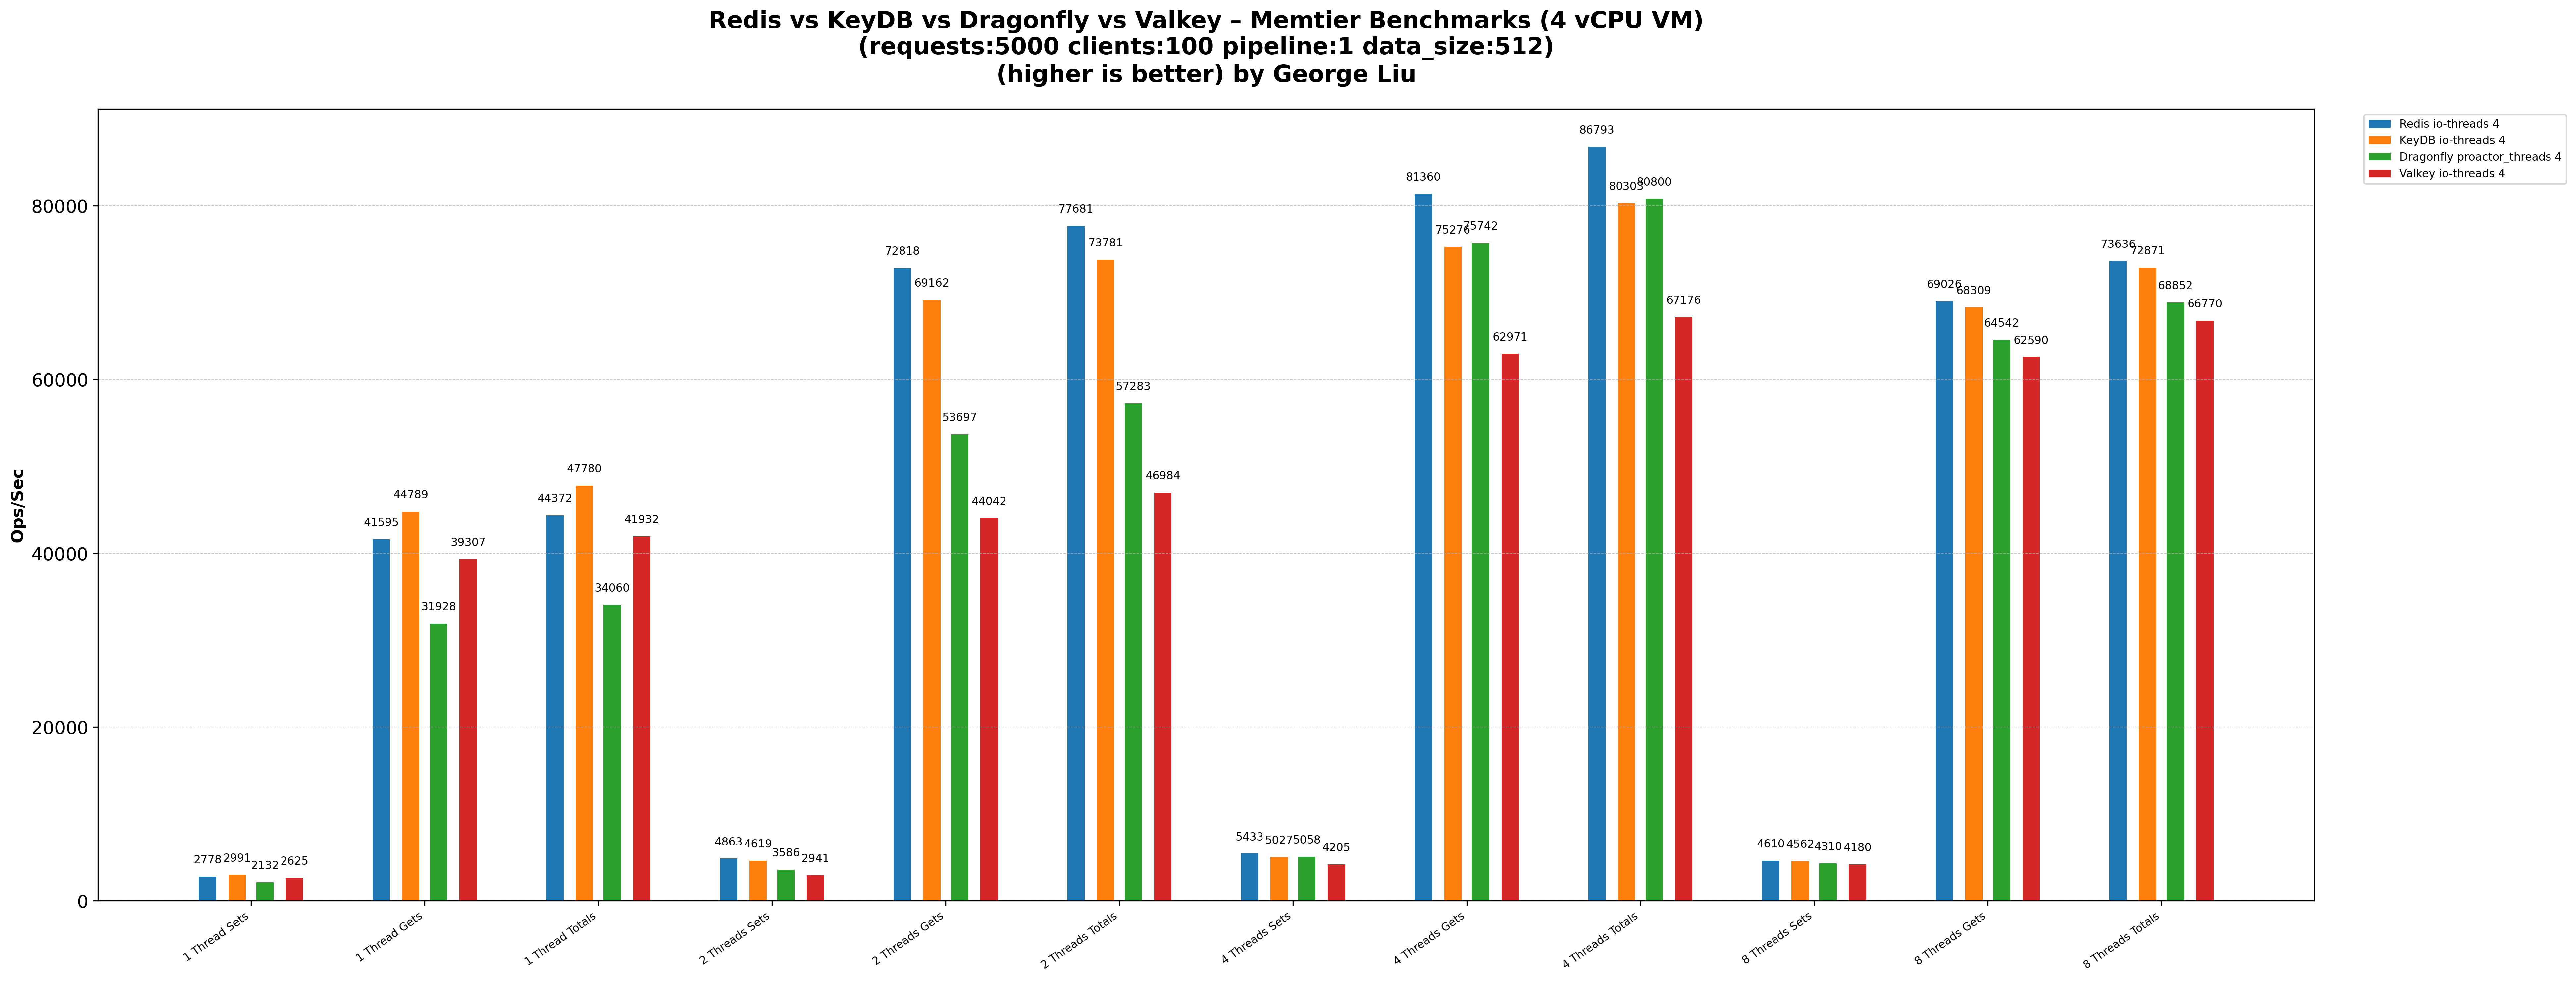 Redis vs KeyDB vs Dragonfly vs Valkey – Memtier Benchmarks (4 vCPU VM)
(requests:5000 clients:100 pipeline:1 data_size:512)
(higher is better) by George Liu
Redis io-threads 4
KeyDB io-threads 4
Dragonfly proactor_threads 4
Valkey io-threads 4
Ops/Sec
80000
60000
40000
20000
0
2778
2991
2132
2625
41595
44789
31928
39307
44372
47780
34060
41932
4863
4619
3586
2941
72818
69162
53697
44042
77681
73781
57283
46984
5433
5027
5058
4205
81360
75276
75742
62971
86793
80303
80800
67176
4610
4562
4310
4180
69026
68309
64542
62590
73636
72871
68852
66770
1 Thread Sets
1 Thread Gets
1 Thread Totals
2 Threads Sets
2 Threads Gets
2 Threads Totals
4 Threads Sets
4 Threads Gets
4 Threads Totals
8 Threads Sets
8 Threads Gets
8 Threads Totals